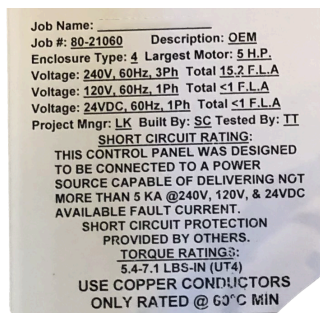 Job Name:
Job #: 80-21060 Description: OEM
Enclosure Type: 4 Largest Motor: 5 H.P.
Voltage: 240V, 60Hz, 3Ph Total 15.2 F.L.A
Voltage: 120V, 60Hz, 1Ph Total <1 F.L.A
Voltage: 24VDC, 60Hz, 1Ph Total <1 F.L.A
Project Mngr: LK Built By: SC Tested By: TT
SHORT CIRCUIT RATING:
THIS CONTROL PANEL WAS DESIGNED
TO BE CONNECTED TO A POWER
SOURCE CAPABLE OF DELIVERING NOT
MORE THAN 5 KA @240V, 120V, & 24VDC
AVAILABLE FAULT CURRENT.
SHORT CIRCUIT PROTECTION
PROVIDED BY OTHERS.
TORQUE RATINGS:
5.4-7.1 LBS-IN (UT4)
USE COPPER CONDUCTORS
ONLY RATED @ 60°C MIN